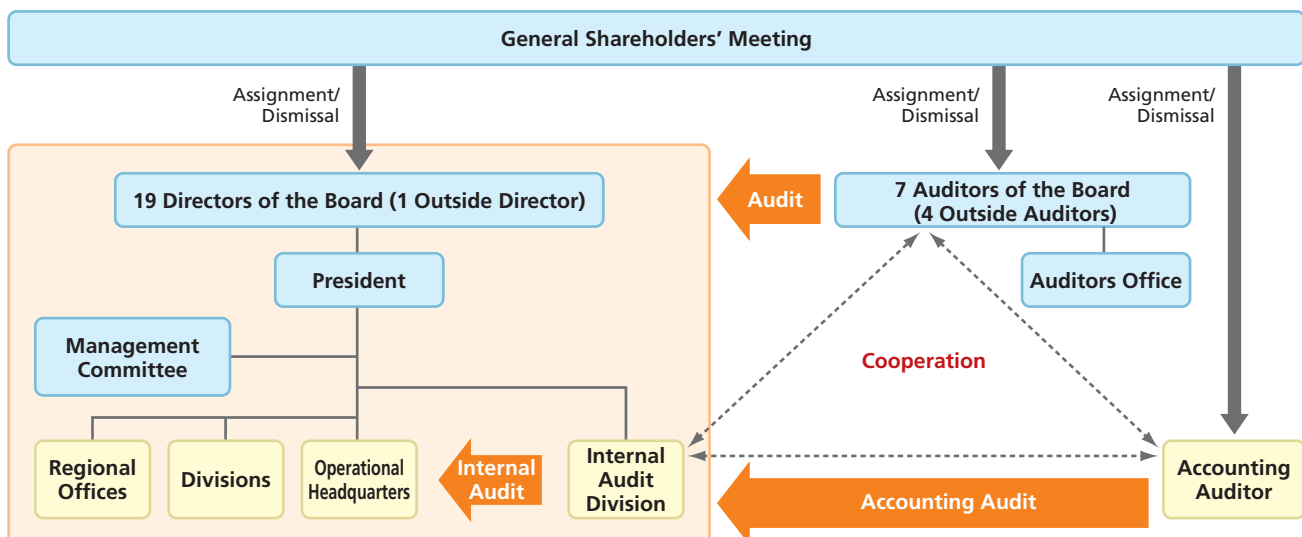 General Shareholders’ Meeting
Assignment/
Dismissal
Assignment/
Dismissal
Assignment/
Dismissal
19 Directors of the Board (1 Outside Director)
Audit
7 Auditors of the Board
(4 Outside Auditors)
President
Auditors Office
Management
Committee
Cooperation
Regional
Offices
Divisions
Operational
Headquarters
Internal
Audit
Internal
Audit
Division
Accounting Audit
Accounting
Auditor